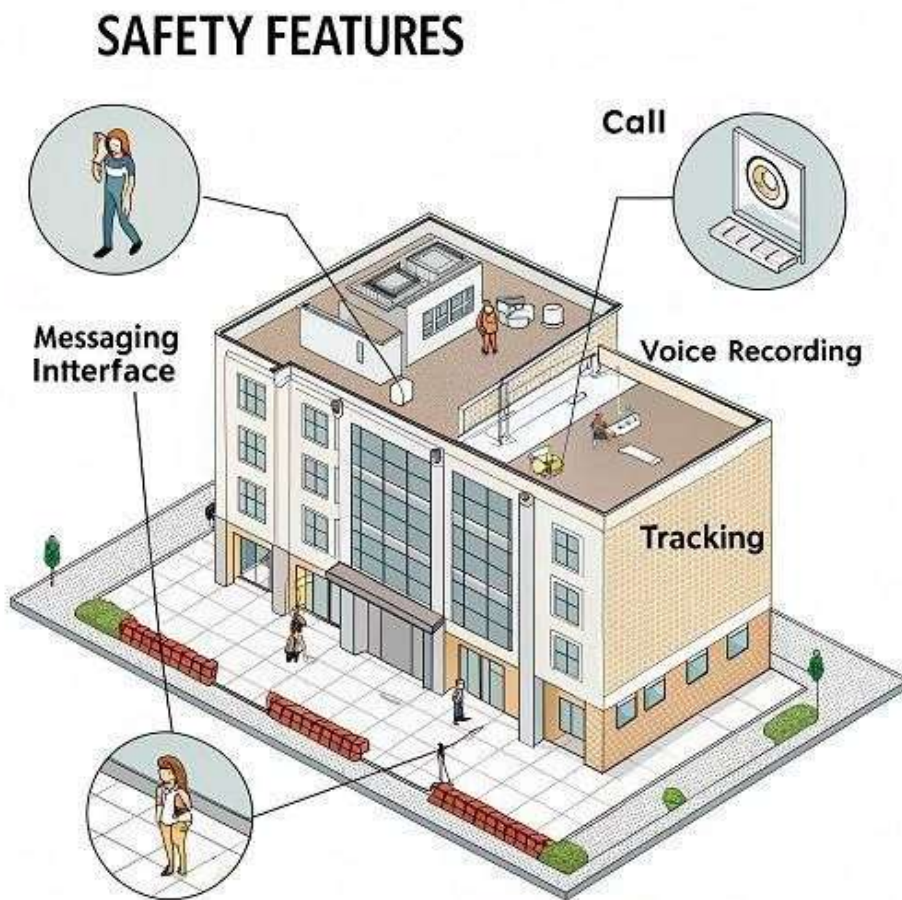 SAFETY FEATURES
Call
Messaging
Intterface
Voice Recording
Tracking